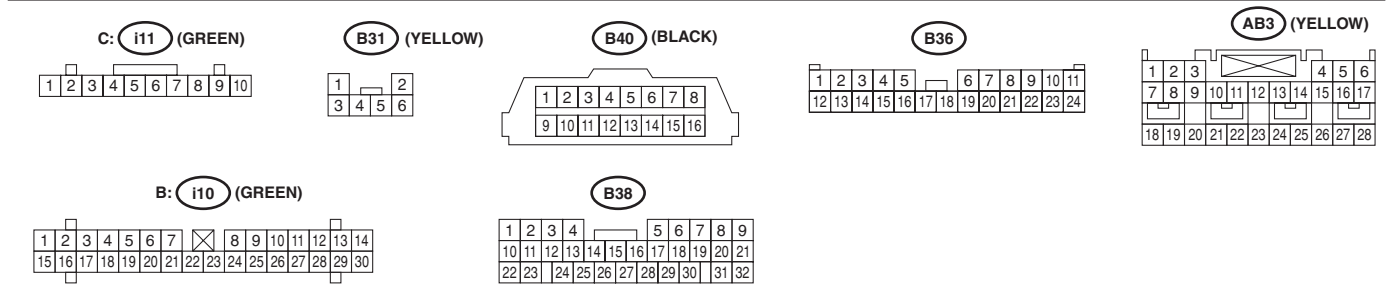 C: i11 (GREEN)
1 2 3 4 5 6 7 8 9 10
B31 (YELLOW)
1 2
3 4 5 6
B40 (BLACK)
1 2 3 4 5 6 7 8
9 10 11 12 13 14 15 16
B36
1 2 3 4 5 6 7 8 9 10 11
12 13 14 15 16 17 18 19 20 21 22 23 24
AB3 (YELLOW)
1 2 3 4 5 6
7 8 9 10 11 12 13 14 15 16 17
18 19 20 21 22 23 24 25 26 27 28
B: i10 (GREEN)
1 2 3 4 5 6 7 8 9 10 11 12 13 14
15 16 17 18 19 20 21 22 23 24 25 26 27 28 29 30
B38
1 2 3 4 5 6 7 8 9
10 11 12 13 14 15 16 17 18 19 20 21
22 23 24 25 26 27 28 29 30 31 32